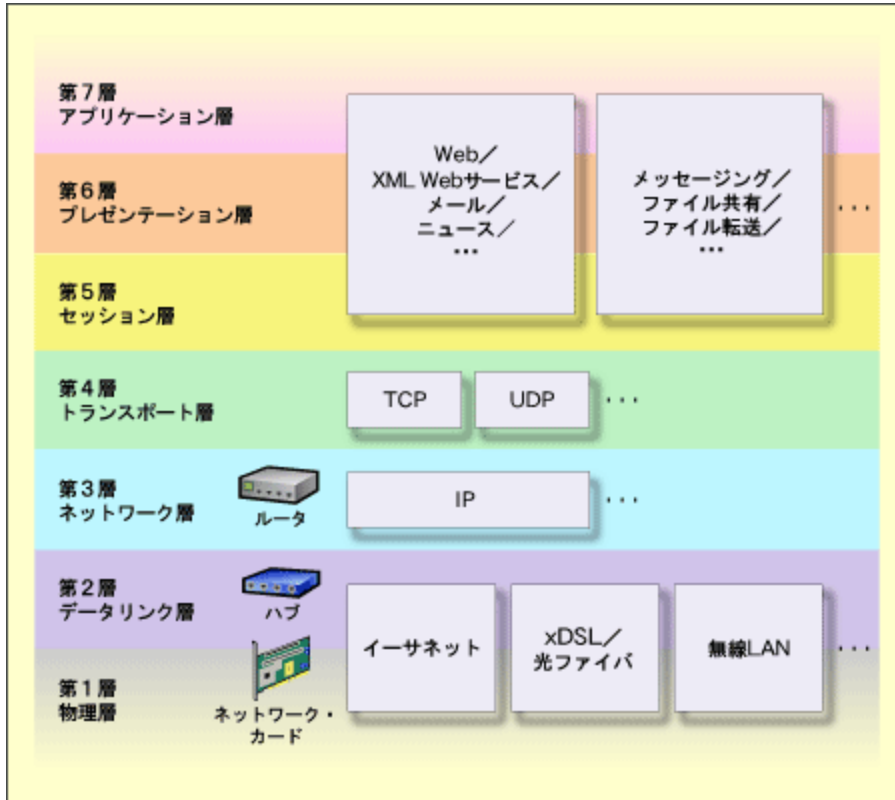 第７層
アプリケーション層
第６層
プレゼンテーション層
第５層
セッション層
第４層
トランスポート層
第３層
ネットワーク層
第２層
データリンク層
第１層
物理層
Web／
XML Webサービス／
メール／
ニュース／
…
メッセージング／
ファイル共有／
ファイル転送／
…
…
TCP
UDP
…
ルータ
IP
…
ハブ
ネットワーク・
カード
イーサネット
xDSL／
光ファイバ
無線LAN
…